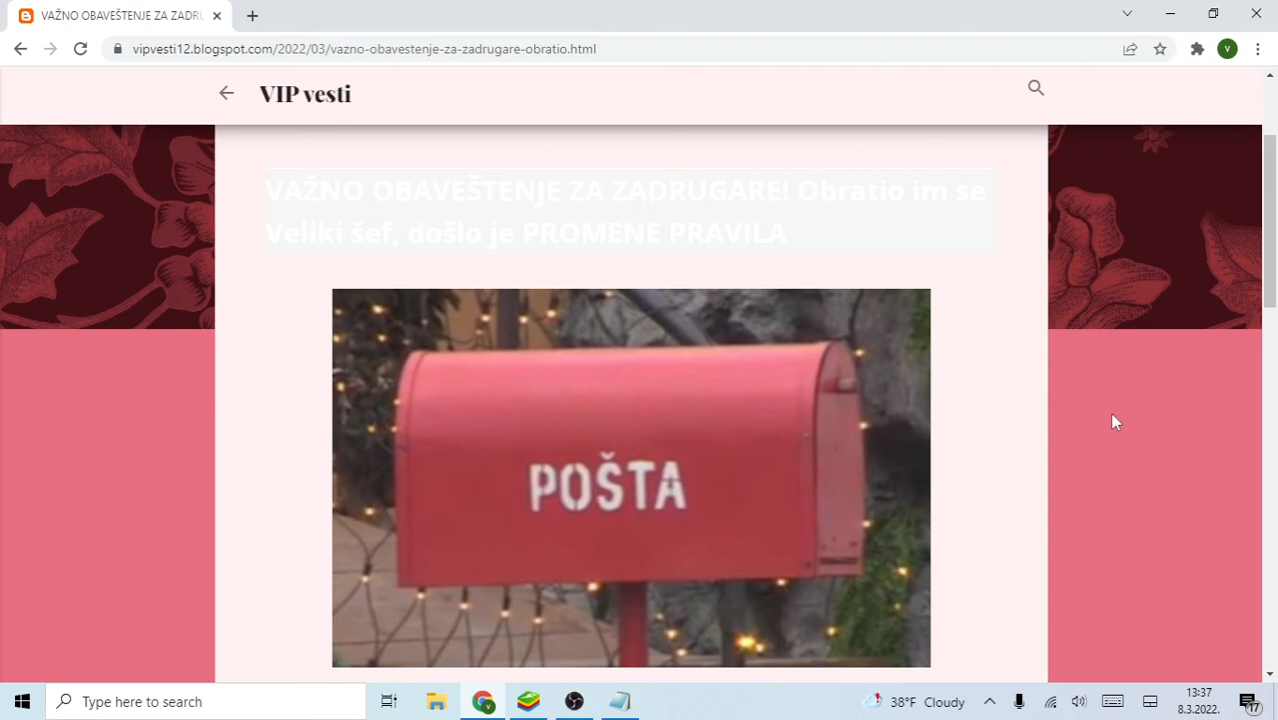 VAŽNO OBAVEŠTENJE ZA ZADRU
vipvesti12.blogspot.com/2022/03/vazno-obavestenje-za-zadrugare-obratio.html
V
VIP vesti
VAŽNO OBAVEŠTENJE ZA ZADRUGARE! Obratio im se
Veliki šef, došlo je PROMENE PRAVILA
POŠTA
Type here to search
38°F Cloudy
13:37
8.3.2022.
17